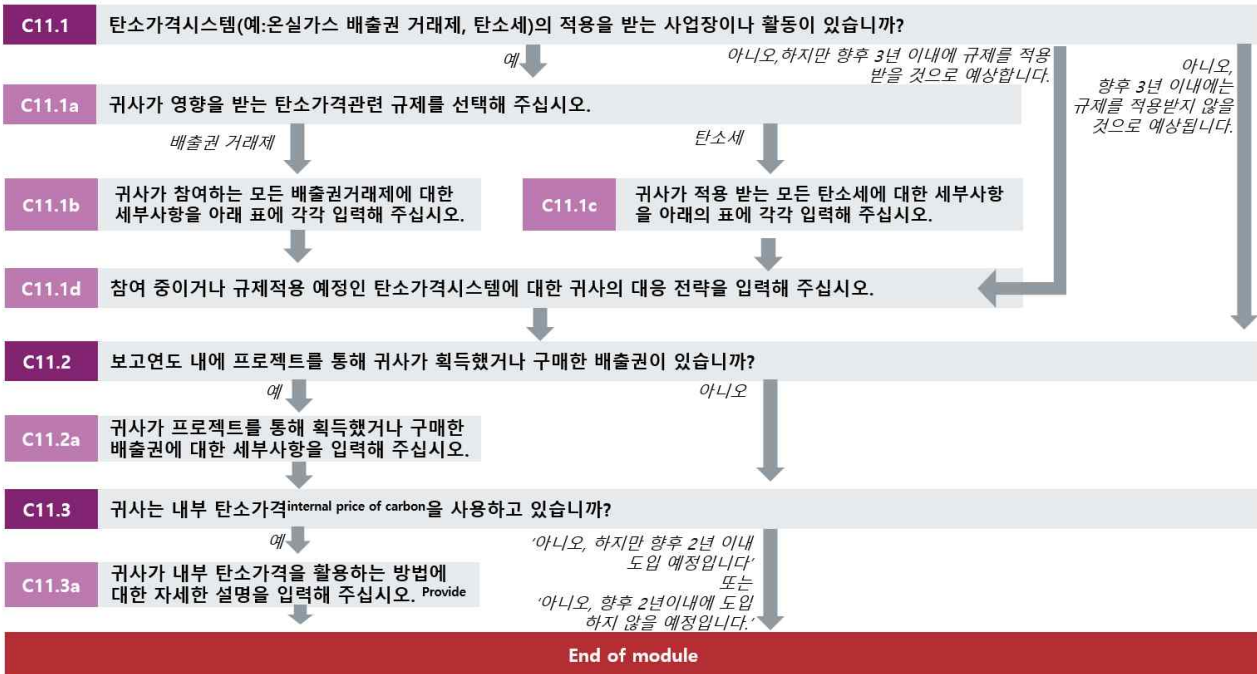 C11.1 탄소가격시스템(예:온실가스 배출권 거래제, 탄소세)의 적용을 받는 사업장이나 활동이 있습니까?
예
아니오,하지만 향후 3년 이내에 규제를 적용
받을 것으로 예상합니다.
아니오,
향후 3년 이내에는
규제를 적용받지 않을
것으로 예상됩니다.
C11.1a 귀사가 영향을 받는 탄소가격관련 규제를 선택해 주십시오.
배출권 거래제
탄소세
C11.1b 귀사가 참여하는 모든 배출권거래제에 대한
세부사항을 아래 표에 각각 입력해 주십시오.
C11.1c 귀사가 적용 받는 모든 탄소세에 대한 세부사항
을 아래의 표에 각각 입력해 주십시오.
C11.1d 참여 중이거나 규제적용 예정인 탄소가격시스템에 대한 귀사의 대응 전략을 입력해 주십시오.
C11.2 보고연도 내에 프로젝트를 통해 귀사가 획득했거나 구매한 배출권이 있습니까?
예
아니오
C11.2a 귀사가 프로젝트를 통해 획득했거나 구매한
배출권에 대한 세부사항을 입력해 주십시오.
C11.3 귀사는 내부 탄소가격internal price of carbon을 사용하고 있습니까?
예
'아니오, 하지만 향후 2년 이내
도입 예정입니다'
또는
'아니오, 향후 2년이내에 도입
하지 않을 예정입니다.'
C11.3a 귀사가 내부 탄소가격을 활용하는 방법에
대한 자세한 설명을 입력해 주십시오. Provide
End of module